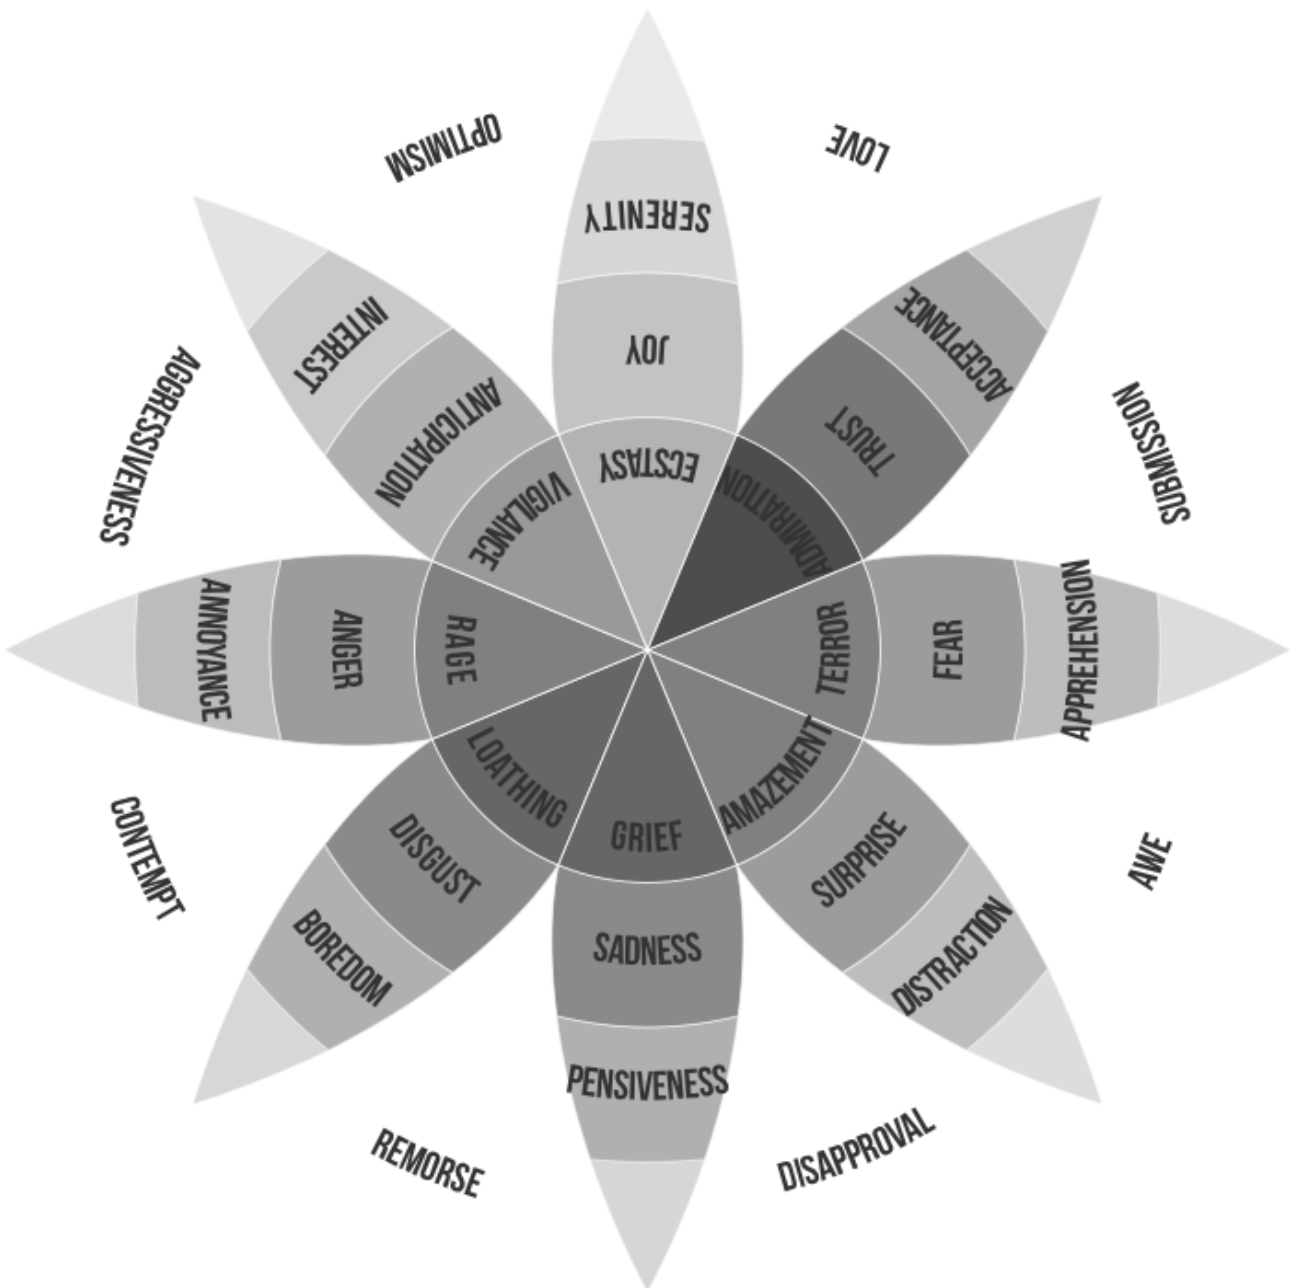 OPTIMISM
LOVE
SERENITY
JOY
ECSTASY
ACCEPTANCE
TRUST
ADMIRATION
SUBMISSION
APPREHENSION
FEAR
TERROR
AWE
DISTRACTION
SURPRISE
AMAZEMENT
DISAPPROVAL
PENSIVENESS
SADNESS
GRIEF
REMORSE
BOREDOM
DISGUST
LOATHING
CONTEMPT
ANNOYANCE
ANGER
RAGE
AGGRESSIVENESS
INTEREST
ANTICIPATION
VIGILANCE